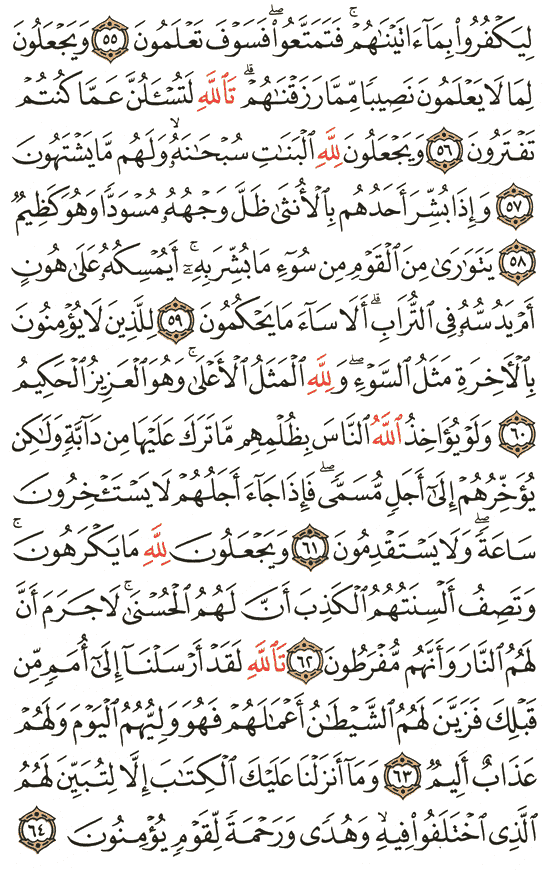 لِيَكْفُرُوا۟ بِمَآ ءَاتَيْنَٰهُمْ ۚ فَتَمَتَّعُوا۟ ۖ فَسَوْفَ تَعْلَمُونَ ٥٥ وَيَجْعَلُونَ
لِمَا لَا يَعْلَمُونَ نَصِيبًا مِّمَّا رَزَقْنَٰهُمْ ۗ تَٱللَّهِ لَتُسْـَٔلُنَّ عَمَّا كُنتُمْ
تَفْتَرُونَ ٥٦ وَيَجْعَلُونَ لِلَّهِ ٱلْبَنَٰتِ سُبْحَٰنَهُۥ ۙ وَلَهُم مَّا يَشْتَهُونَ
٥٧ وَإِذَا بُشِّرَ أَحَدُهُم بِٱلْأُنثَىٰ ظَلَّ وَجْهُهُۥ مُسْوَدًّا وَهُوَ كَظِيمٌ
٥٨ يَتَوَٰرَىٰ مِنَ ٱلْقَوْمِ مِن سُوٓءِ مَا بُشِّرَ بِهِۦٓ ۚ أَيُمْسِكُهُۥ عَلَىٰ هُونٍ
أَمْ يَدُسُّهُۥ فِى ٱلتُّرَابِ ۗ أَلَا سَآءَ مَا يَحْكُمُونَ ٥٩ لِلَّذِينَ لَا يُؤْمِنُونَ
بِٱلْءَاخِرَةِ مَثَلُ ٱلسَّوْءِ ۖ وَلِلَّهِ ٱلْمَثَلُ ٱلْأَعْلَىٰ ۚ وَهُوَ ٱلْعَزِيزُ ٱلْحَكِيمُ
٦٠ وَلَوْ يُؤَاخِذُ ٱللَّهُ ٱلنَّاسَ بِظُلْمِهِم مَّا تَرَكَ عَلَيْهَا مِن دَآبَّةٍ وَلَٰكِن
يُؤَخِّرُهُمْ إِلَىٰٓ أَجَلٍ مُّسَمًّى ۖ فَإِذَا جَآءَ أَجَلُهُمْ لَا يَسْتَـْٔخِرُونَ
سَاعَةً ۖ وَلَا يَسْتَقْدِمُونَ ٦١ وَيَجْعَلُونَ لِلَّهِ مَا يَكْرَهُونَ ۚ
وَتَصِفُ أَلْسِنَتُهُمُ ٱلْكَذِبَ أَنَّ لَهُمُ ٱلْحُسْنَىٰ ۖ لَا جَرَمَ أَنَّ
لَهُمُ ٱلنَّارَ وَأَنَّهُم مُّفْرَطُونَ ٦٢ تَٱللَّهِ لَقَدْ أَرْسَلْنَآ إِلَىٰٓ أُمَمٍ مِّن
قَبْلِكَ فَزَيَّنَ لَهُمُ ٱلشَّيْطَٰنُ أَعْمَٰلَهُمْ فَهُوَ وَلِيُّهُمُ ٱلْيَوْمَ وَلَهُمْ
عَذَابٌ أَلِيمٌ ٦٣ وَمَآ أَنزَلْنَا عَلَيْكَ ٱلْكِتَٰبَ إِلَّا لِتُبَيِّنَ لَهُمُ
ٱلَّذِى ٱخْتَلَفُوا۟ فِيهِ ۙ وَهُدًى وَرَحْمَةً لِّقَوْمٍ يُؤْمِنُونَ ٦٤